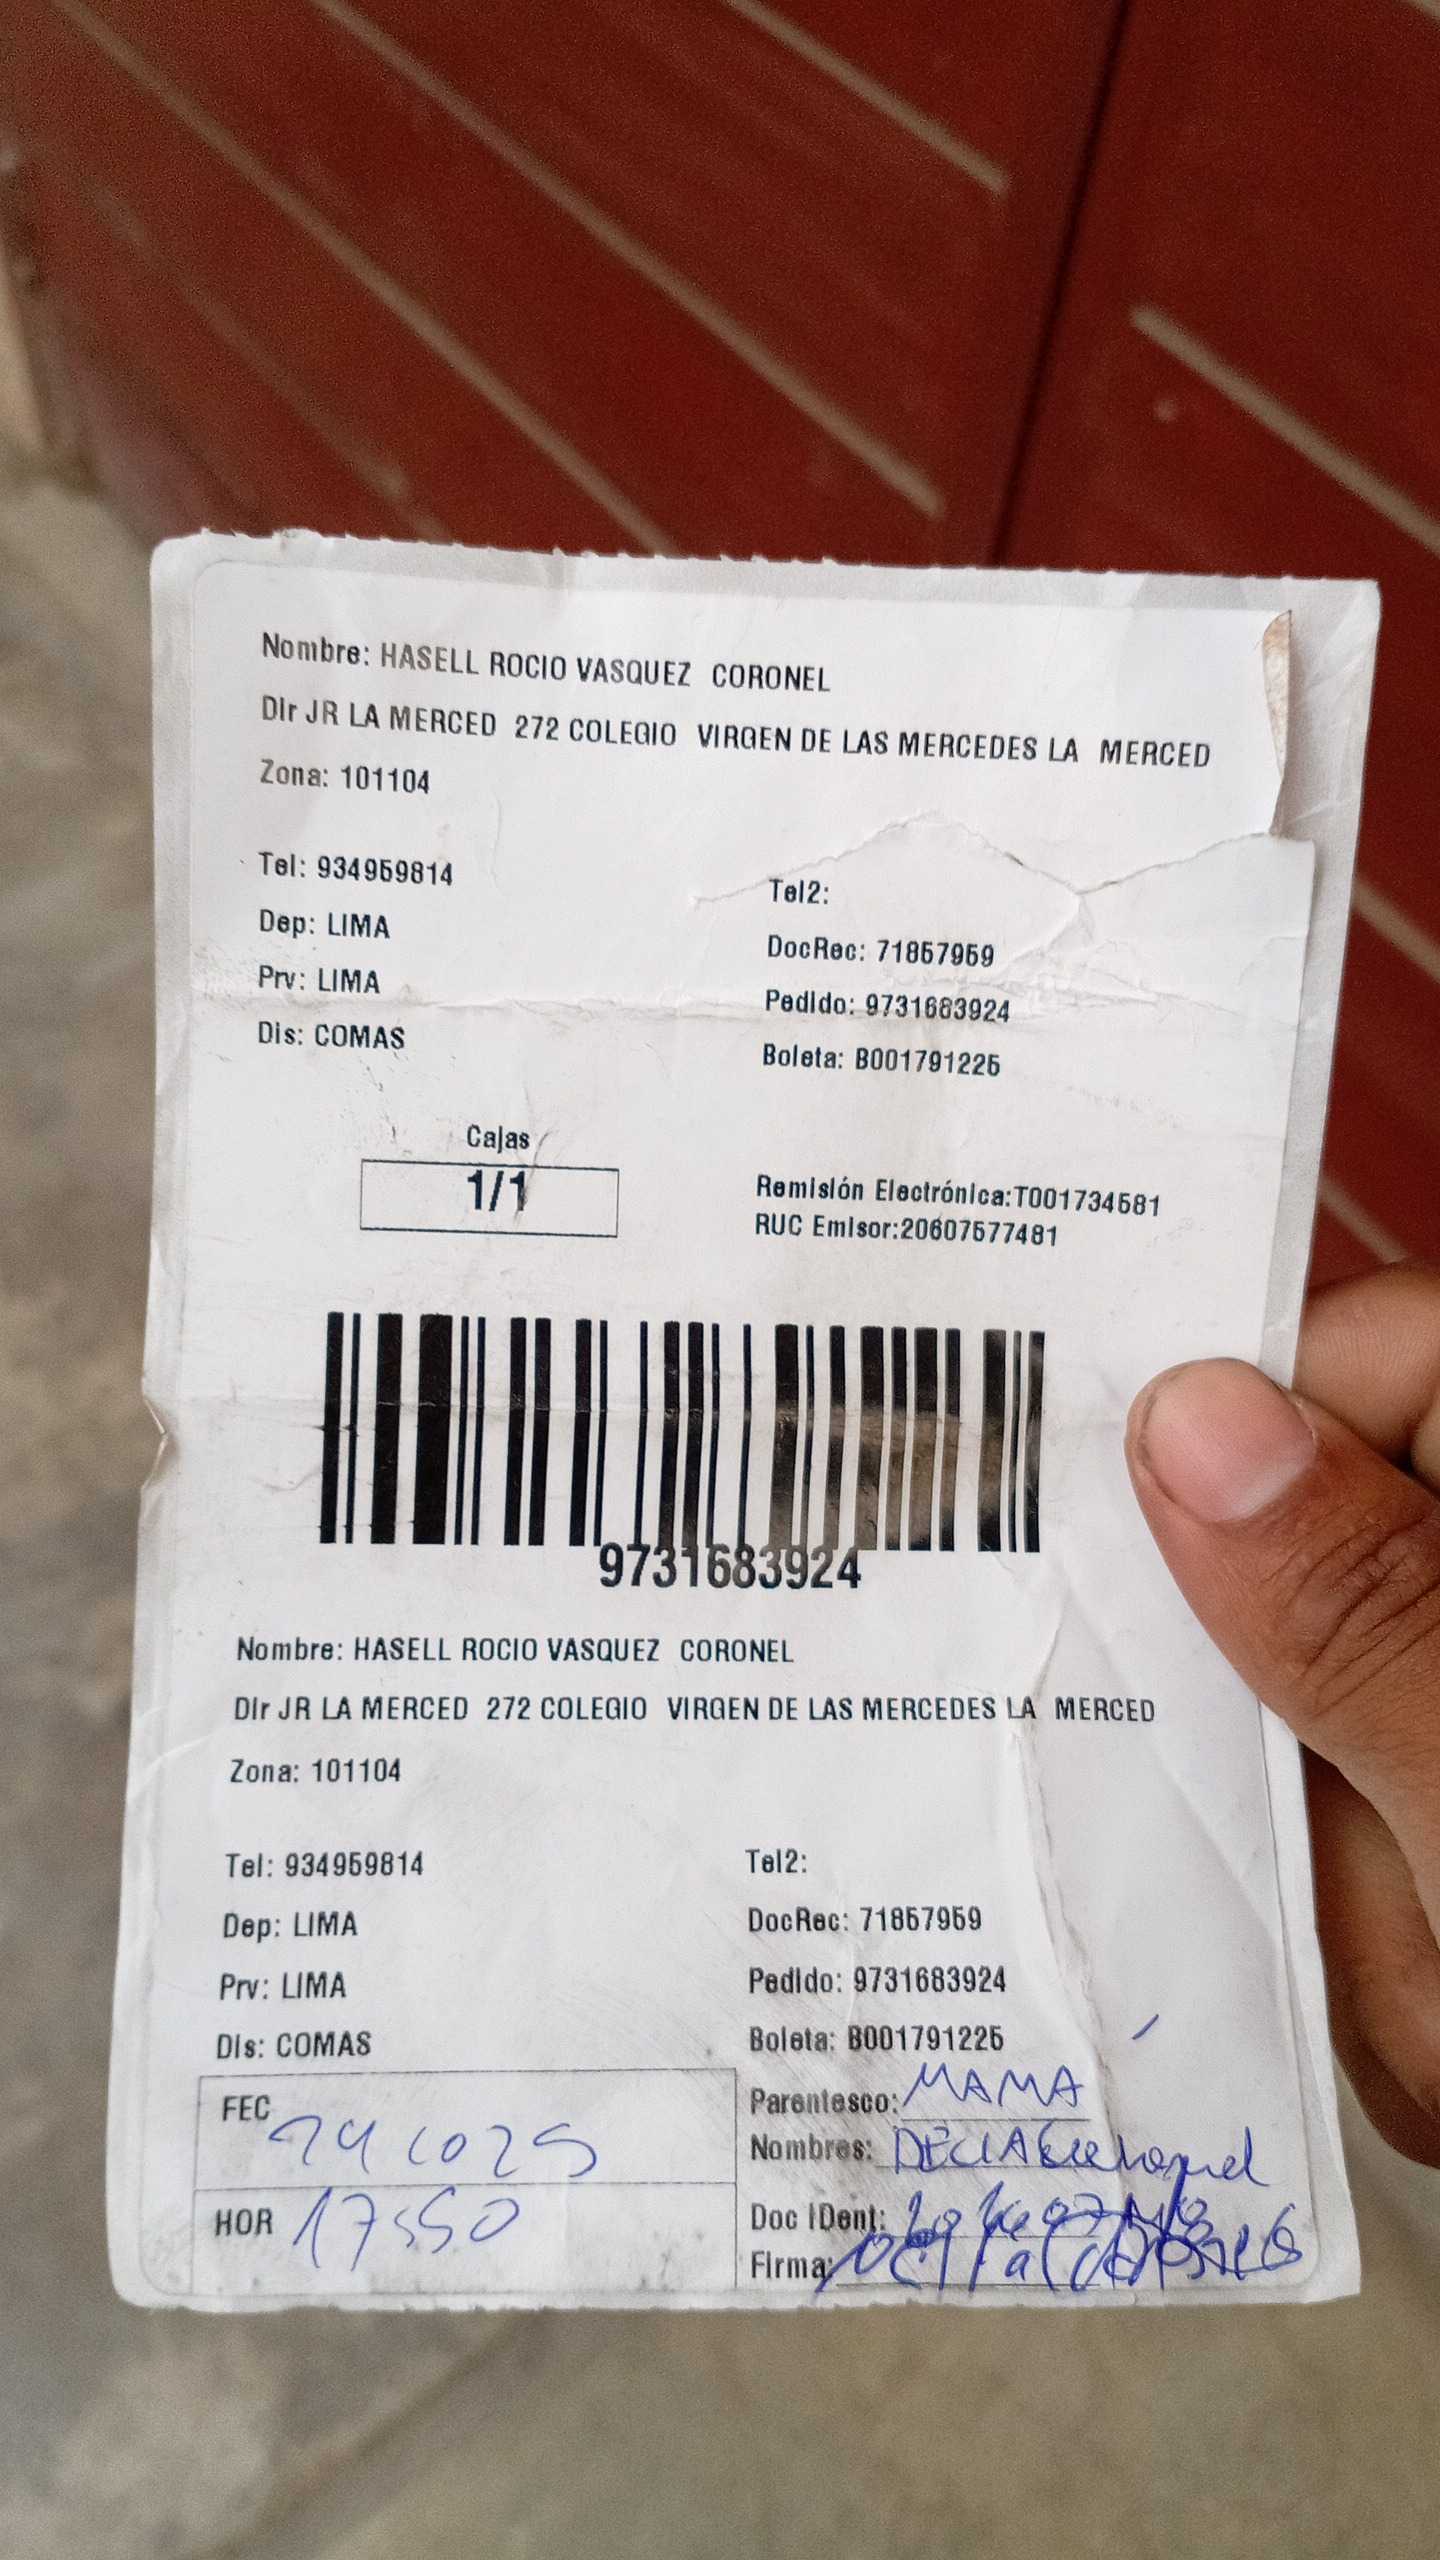 Nombre: HASELL ROCIO VASQUEZ CORONEL
Dir JR LA MERCED 272 COLEGIO VIRGEN DE LAS MERCEDES LA MERCED
Zona: 101104
Tel: 934959814
Tel2:
Dep: LIMA
DocRec: 71857959
Prv: LIMA
Pedido: 9731683924
Dis: COMAS
Boleta: B001791225
Cajas
1/1
Remisión Electrónica:T001734581
RUC Emisor:20607577481
9731683924
Nombre: HASELL ROCIO VASQUEZ CORONEL
Dir JR LA MERCED 272 COLEGIO VIRGEN DE LAS MERCEDES LA MERCED
Zona: 101104
Tel: 934959814
Tel2:
Dep: LIMA
DocRec: 71857959
Prv: LIMA
Pedido: 9731683924
Dis: COMAS
Boleta: B001791225
FEC
Parentesco: MAMÁ
Nombres: DECIA
HOR
Doc IDent:
Firma: